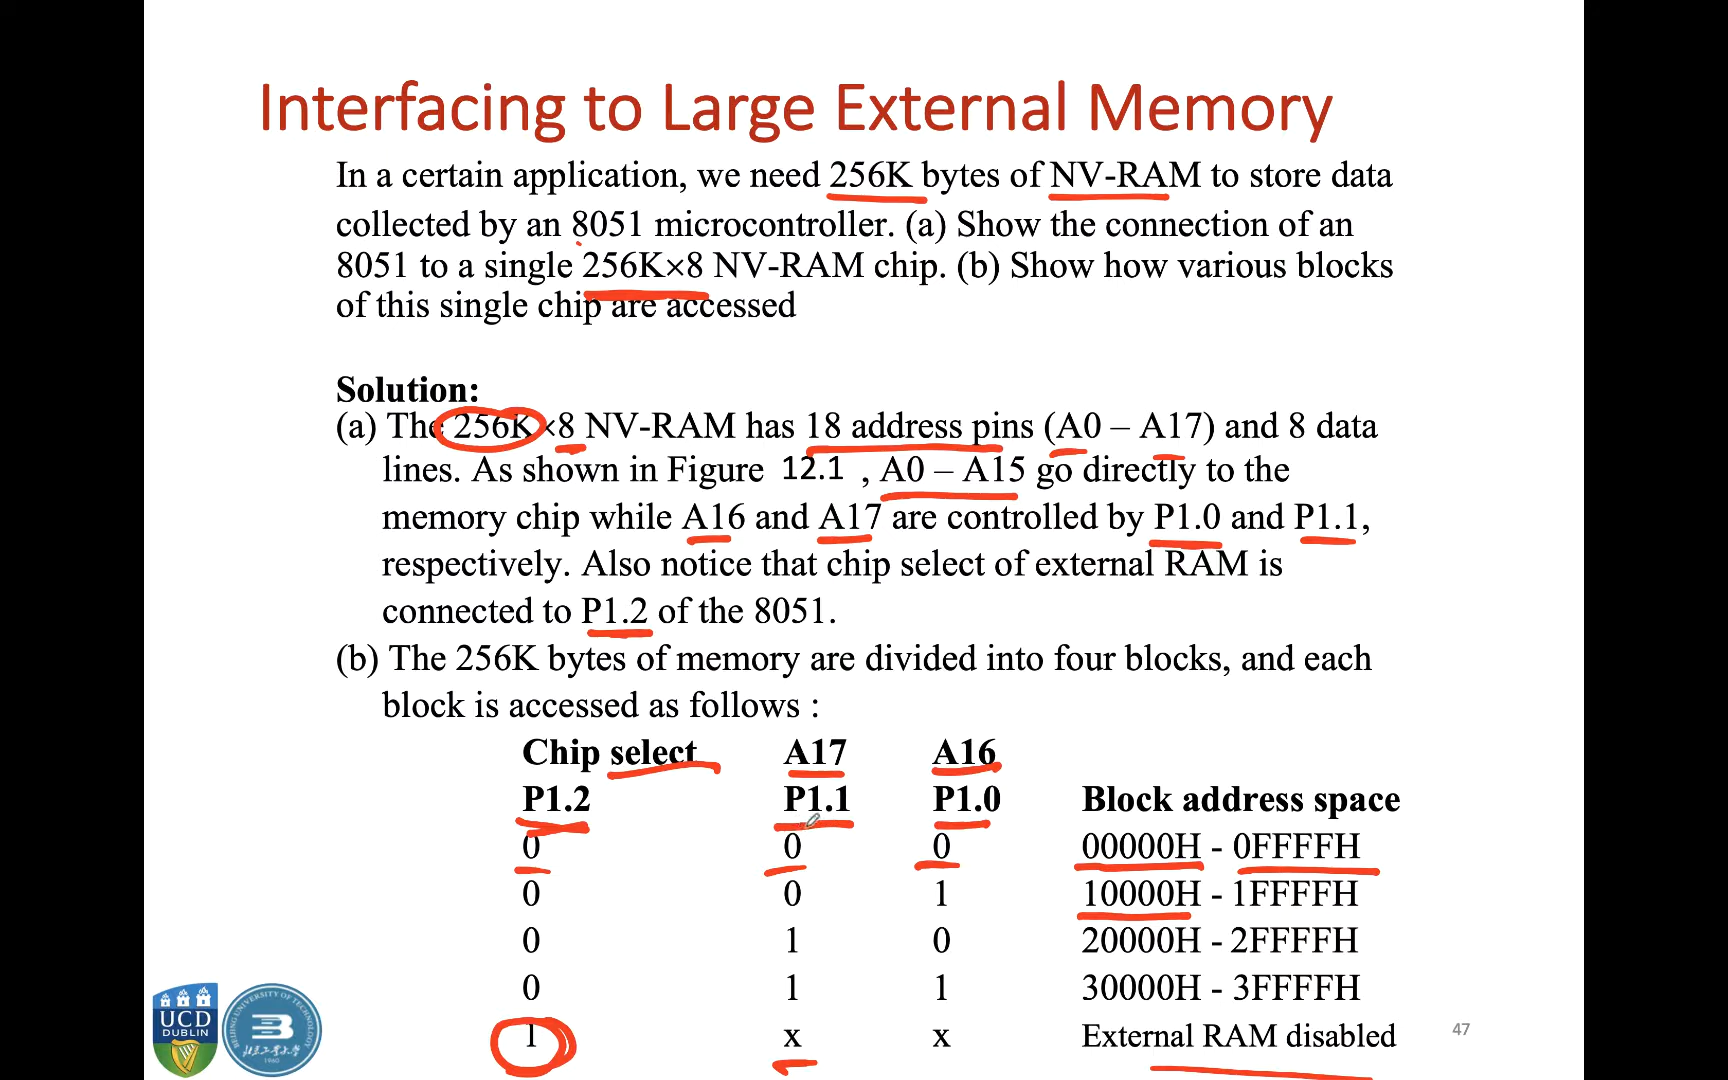 Interfacing to Large External Memory
In a certain application, we need 256K bytes of NV-RAM to store data
collected by an 8051 microcontroller. (a) Show the connection of an
8051 to a single 256K×8 NV-RAM chip. (b) Show how various blocks
of this single chip are accessed
Solution:
(a) The 256K×8 NV-RAM has 18 address pins (A0 – A17) and 8 data
lines. As shown in Figure 12.1 , A0 – A15 go directly to the
memory chip while A16 and A17 are controlled by P1.0 and P1.1,
respectively. Also notice that chip select of external RAM is
connected to P1.2 of the 8051.
(b) The 256K bytes of memory are divided into four blocks, and each
block is accessed as follows :
Chip select A17 A16
P1.2 P1.1 P1.0 Block address space
0 0 0 00000H - 0FFFFH
0 0 1 10000H - 1FFFFH
0 1 0 20000H - 2FFFFH
0 1 1 30000H - 3FFFFH
1 x x External RAM disabled
47
UCD
DUBLIN
BEIJING UNIVERSITY OF TECHNOLOGY
1960